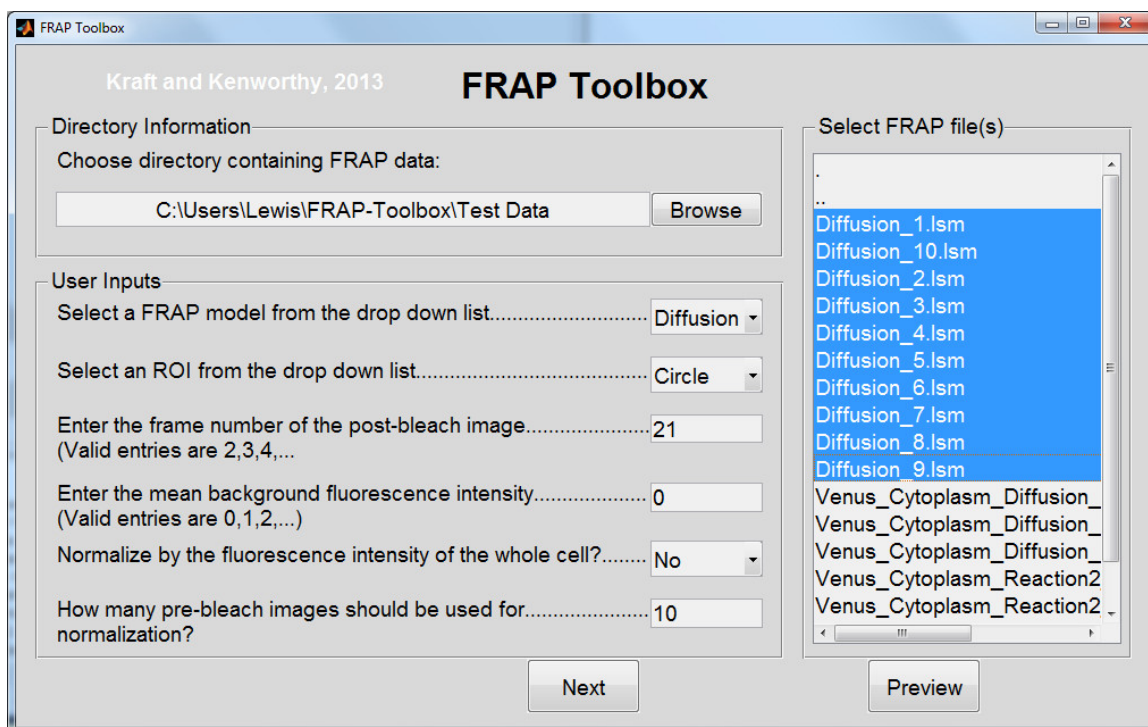 FRAP Toolbox
Kraft and Kenworthy, 2013
FRAP Toolbox
Directory Information
Choose directory containing FRAP data:
C:\Users\Lewis\FRAP-Toolbox\Test Data
Browse
User Inputs
Select a FRAP model from the drop down list............................ Diffusion
Select an ROI from the drop down list......................................... Circle
Enter the frame number of the post-bleach image...................... 21
(Valid entries are 2,3,4,...
Enter the mean background fluorescence intensity.................... 0
(Valid entries are 0,1,2,...)
Normalize by the fluorescence intensity of the whole cell?........ No
How many pre-bleach images should be used for...................... 10
normalization?
Next
Select FRAP file(s)
.
..
Diffusion_1.lsm
Diffusion_10.lsm
Diffusion_2.lsm
Diffusion_3.lsm
Diffusion_4.lsm
Diffusion_5.lsm
Diffusion_6.lsm
Diffusion_7.lsm
Diffusion_8.lsm
Diffusion_9.lsm
Venus_Cytoplasm_Diffusion_
Venus_Cytoplasm_Diffusion_
Venus_Cytoplasm_Diffusion_
Venus_Cytoplasm_Reaction2_
Venus_Cytoplasm_Reaction2_
Preview